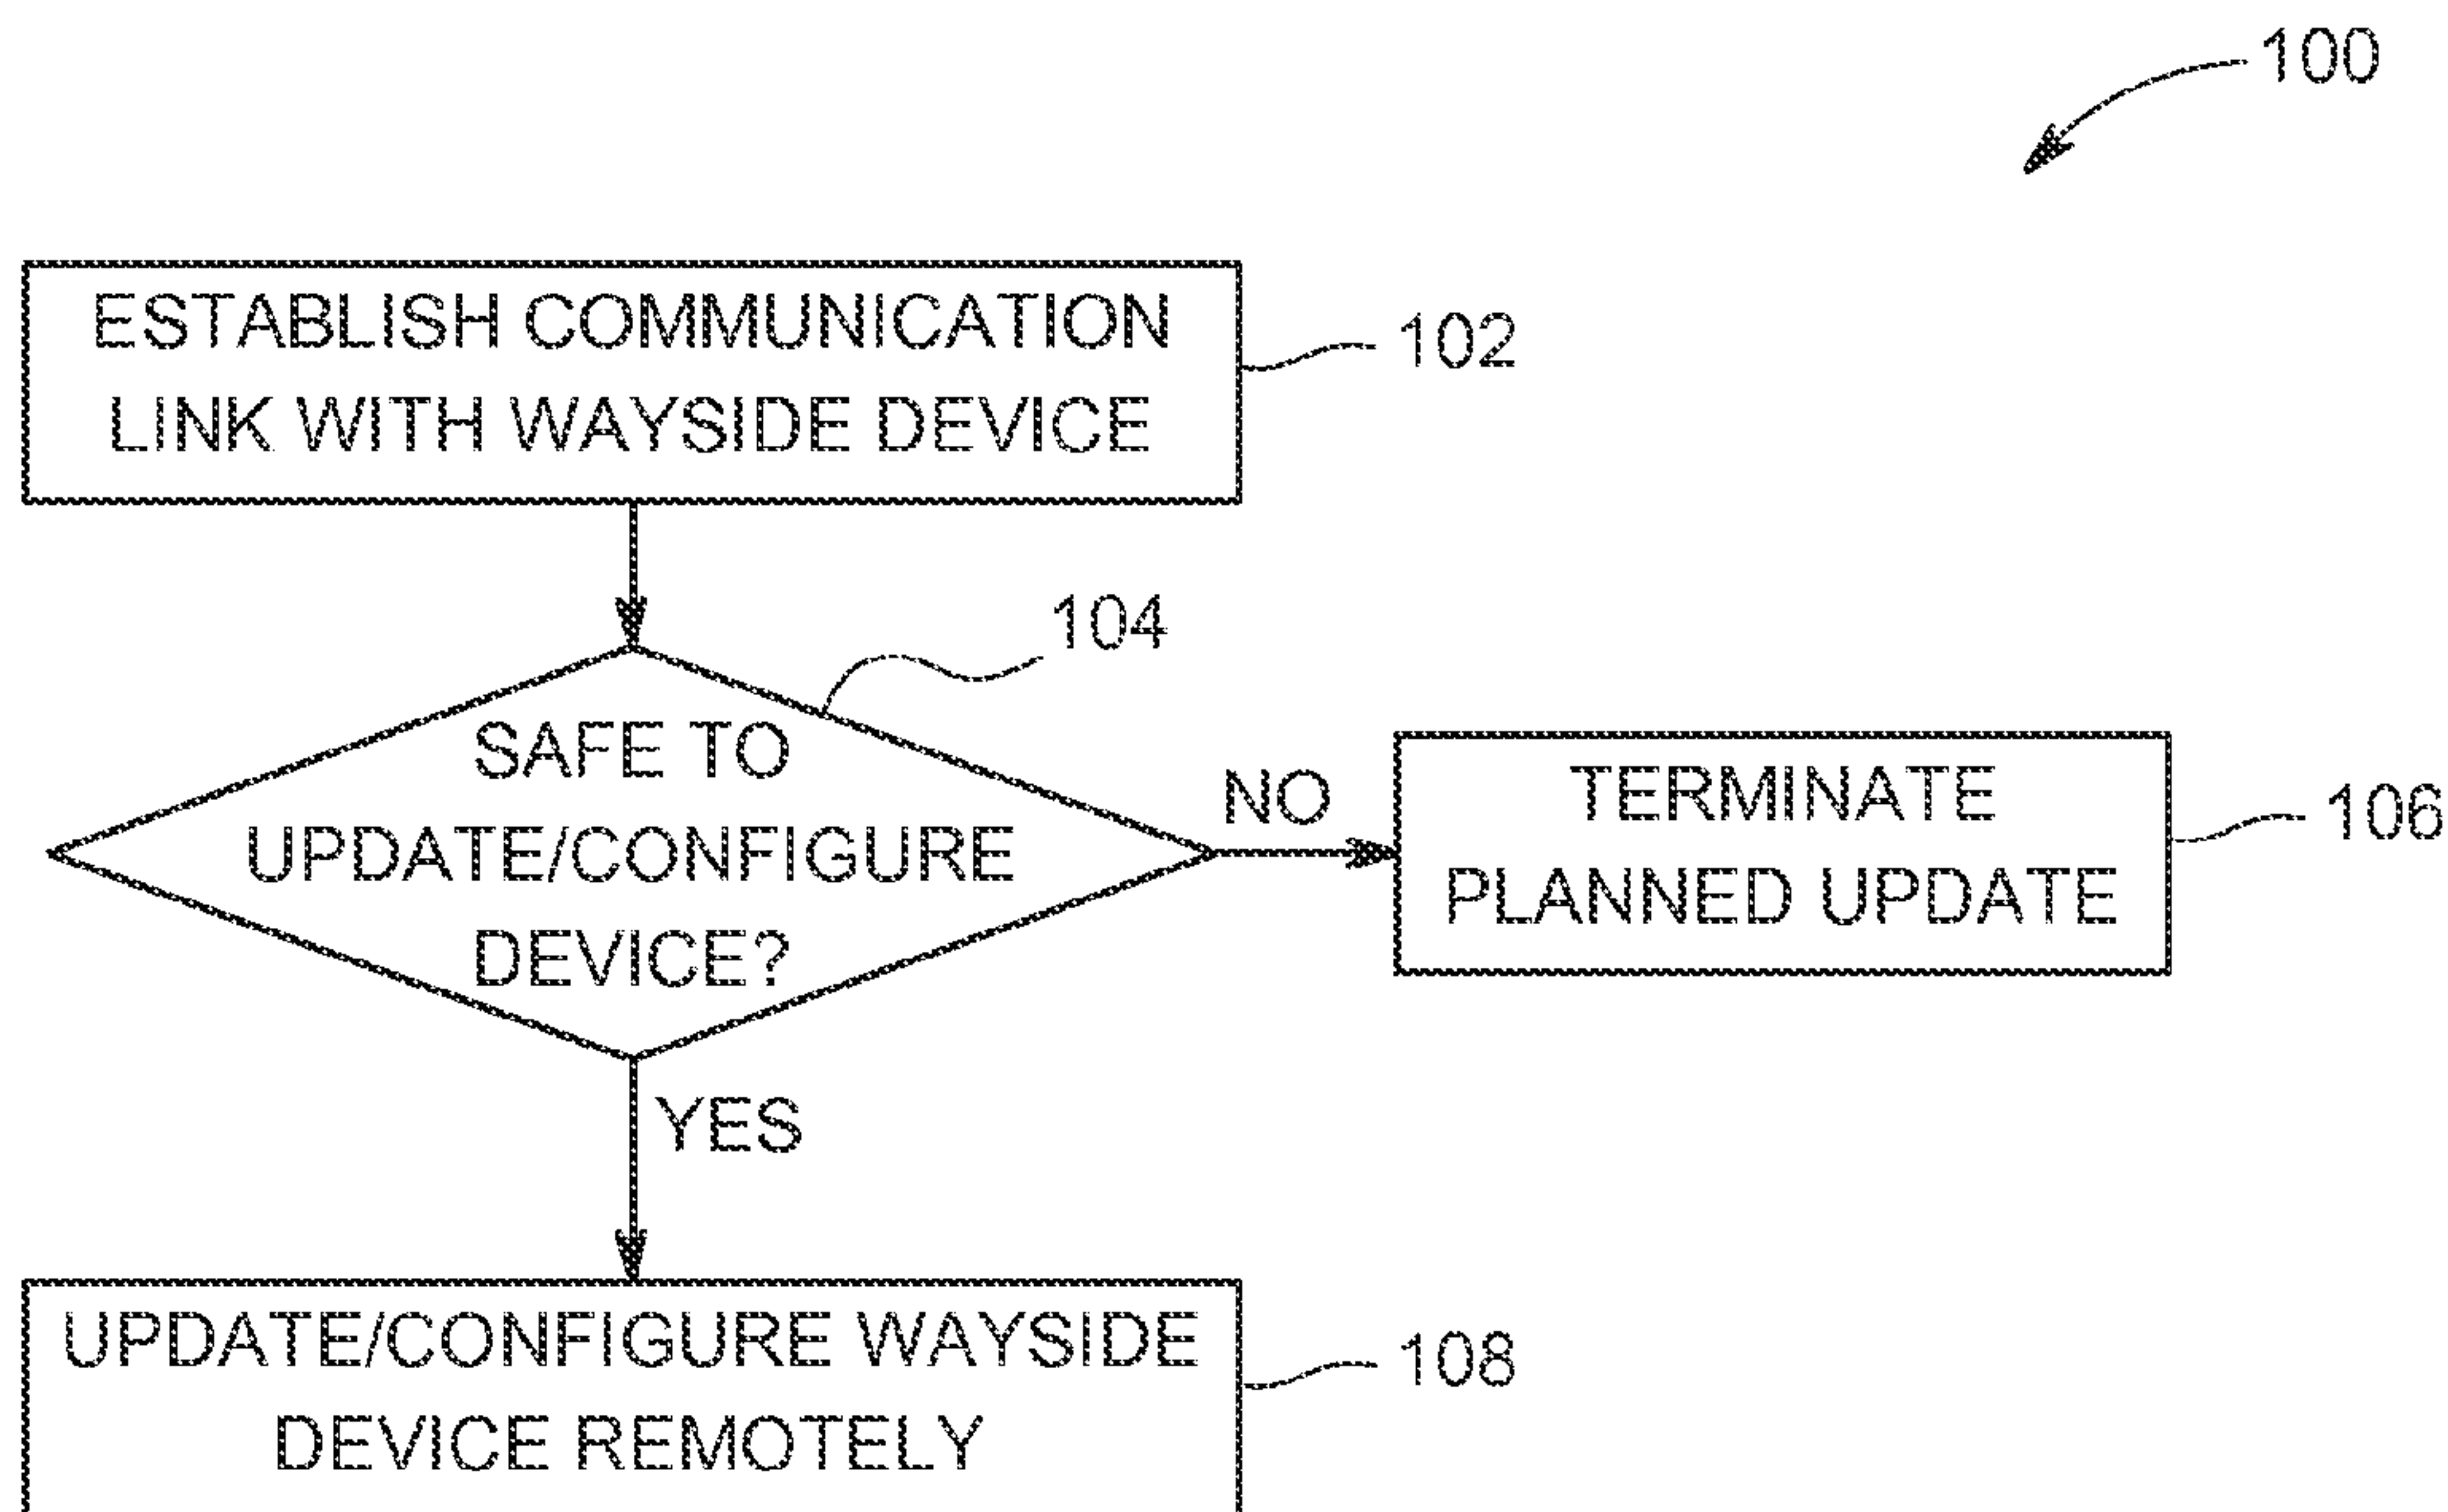 100
ESTABLISH COMMUNICATION
LINK WITH WAYSIDE DEVICE
102
104
SAFE TO
UPDATE/CONFIGURE
DEVICE?
NO
TERMINATE
PLANNED UPDATE
106
YES
UPDATE/CONFIGURE WAYSIDE
DEVICE REMOTELY
108